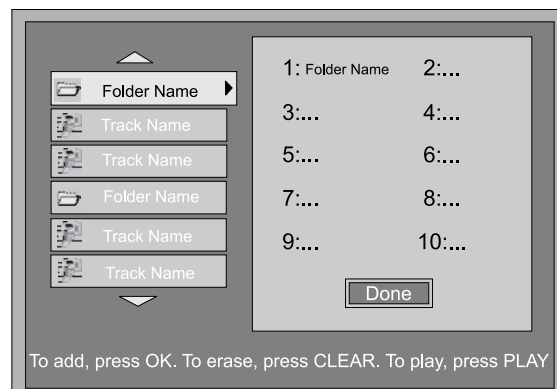 Folder Name
Track Name
Track Name
Folder Name
Track Name
Track Name
1: Folder Name 2:...
3:... 4:...
5:... 6:...
7:... 8:...
9:... 10:...
Done
To add, press OK. To erase, press CLEAR. To play, press PLAY